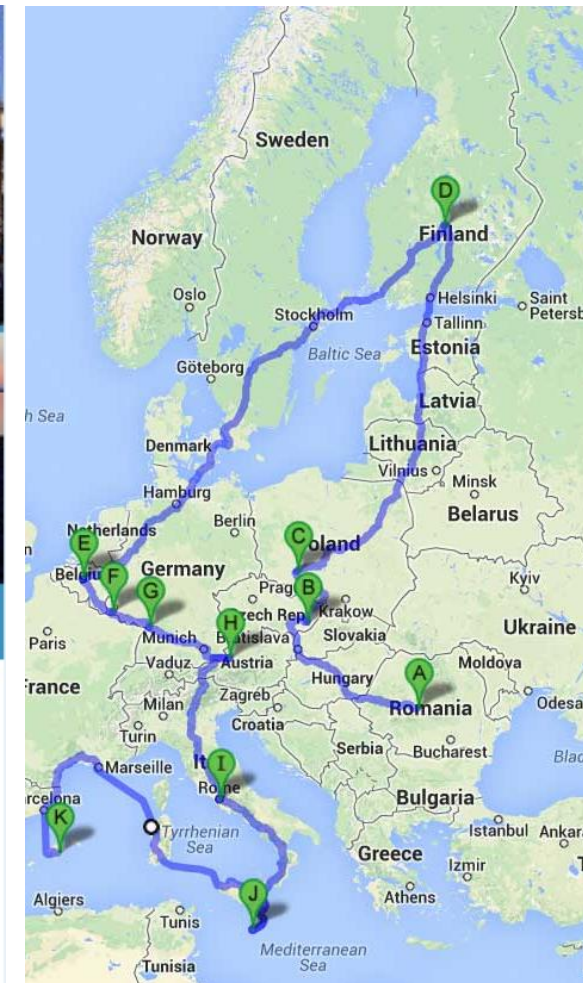 Sweden
D
Norway
Finland
Oslo
Helsinki
Saint
Petersb
Stockholm
Tallinn
Baltic Sea
Estonia
Göteborg
h Sea
Latvia
Denmark
Lithuania
Vilnius
Minsk
Hamburg
Belarus
Netherlands
Berlin
C
oland
E
Belgiu
Germany
F
G
Prag
B
Kyiv
zech Rep
Krakow
Ukraine
Paris
Munich
H
Bratislava
Slovakia
Vaduz
Austria
Hungary
A
Moldova
rance
Zagreb
Romania
Odesa
Milan
Croatia
Turin
Serbia
Bucharest
It
I
Blac
Marseille
Rome
Bulgaria
arcelona
K
Tyrrhenian
Sea
Istanbul
Ankara
Greece
Izmir
J
Athens
Algiers
Tunis
Mediterranean
Sea
Tunisia